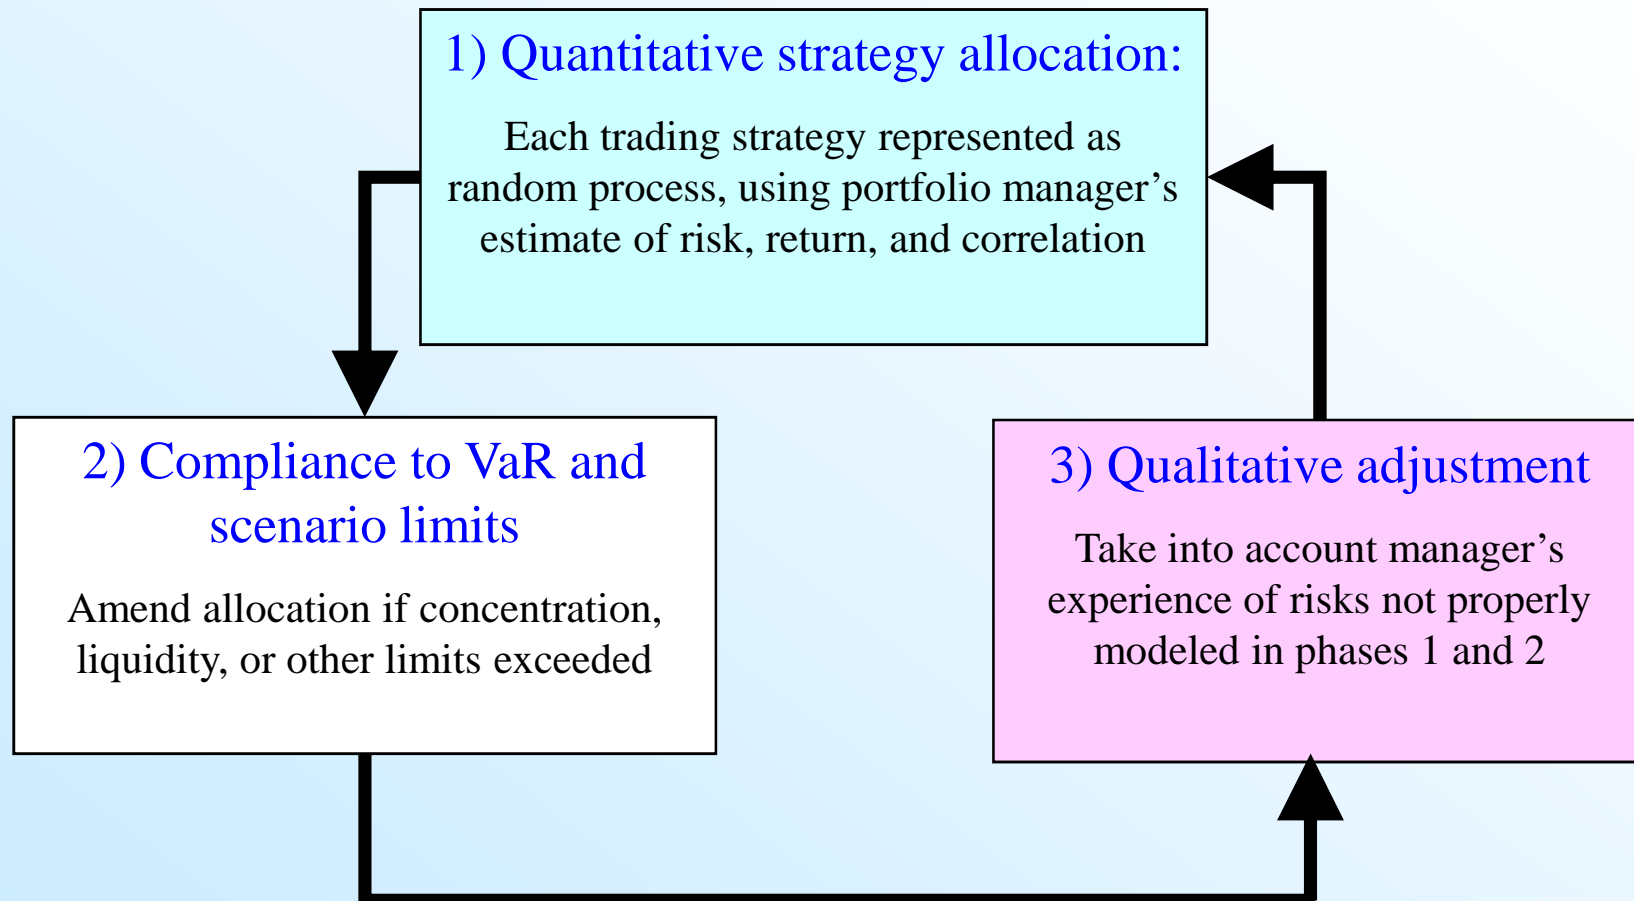 1) Quantitative strategy allocation:
Each trading strategy represented as
random process, using portfolio manager’s
estimate of risk, return, and correlation
2) Compliance to VaR and
scenario limits
Amend allocation if concentration,
liquidity, or other limits exceeded
3) Qualitative adjustment
Take into account manager’s
experience of risks not properly
modeled in phases 1 and 2